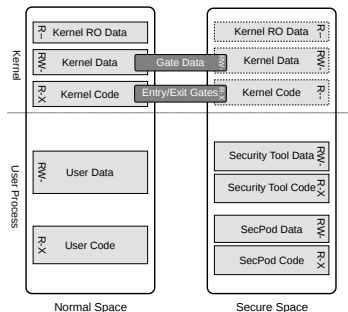 R-- Kernel RO Data
Kernel RO Data R--
RW- Kernel Data
Gate Data RW-
Kernel Data RW-
R-X Kernel Code
Entry/Exit Gates R-X
Kernel Code R--
Kernel
User Process
RW- User Data
Security Tool Data RW-
Security Tool Code R-X
R-X User Code
SecPod Data RW-
SecPod Code R-X
Normal Space
Secure Space